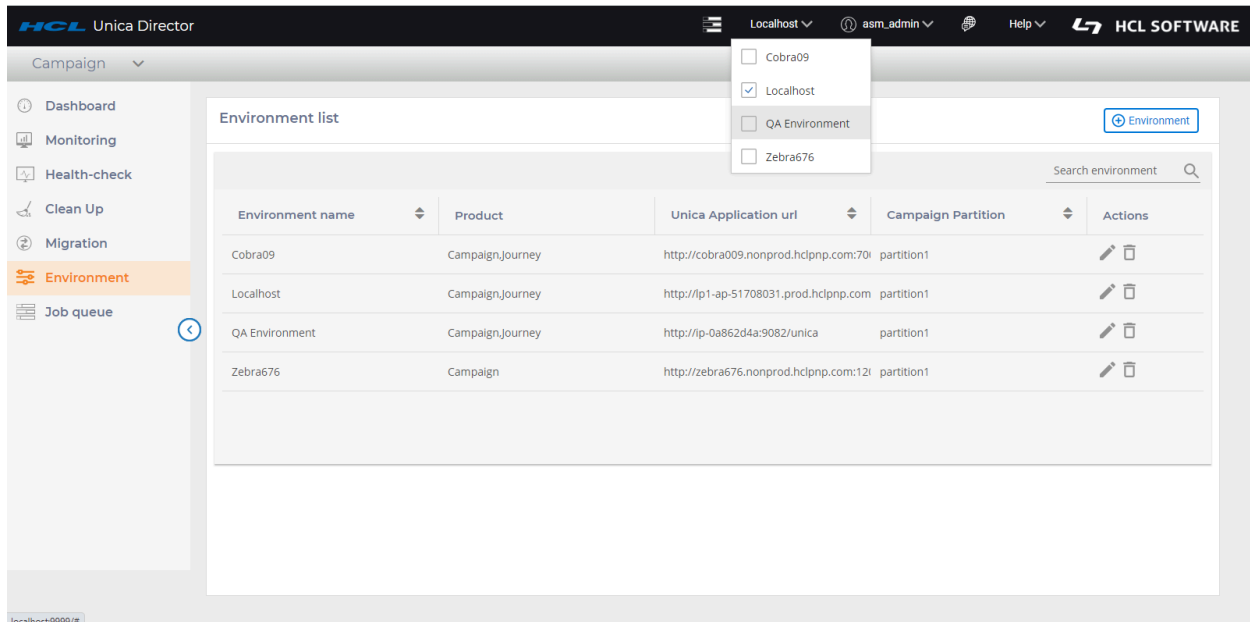 HCL Unica Director
Localhost
asm_admin
Help
HCL SOFTWARE
Campaign
Cobra09
Localhost
QA Environment
Zebra676
Dashboard
Monitoring
Health-check
Clean Up
Migration
Environment
Job queue
Environment list
Environment
Search environment
Environment name Product Unica Application url Campaign Partition Actions
Cobra09 Campaign,Journey http://cobra009.nonprod.hclpnp.com:70 partition1
Localhost Campaign,Journey http://lp1-ap-51708031.prod.hclpnp.com partition1
QA Environment Campaign,Journey http://ip-0a862d4a:9082/unica partition1
Zebra676 Campaign http://zebra676.nonprod.hclpnp.com:12 partition1
localhost:9999/#